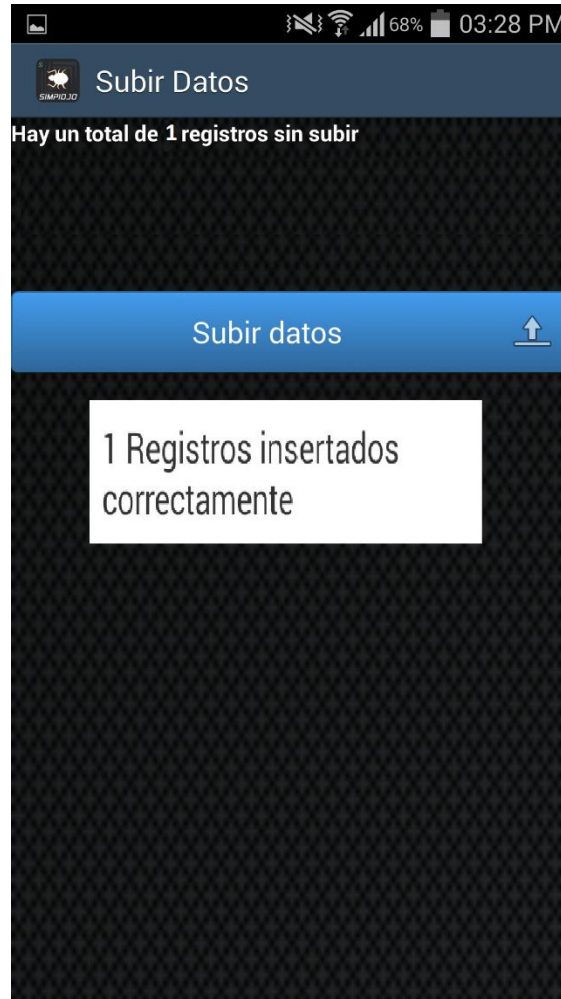 68% 03:28 PM
SIMPIOJO
Subir Datos
Hay un total de 1 registros sin subir
Subir datos
1 Registros insertados
correctamente